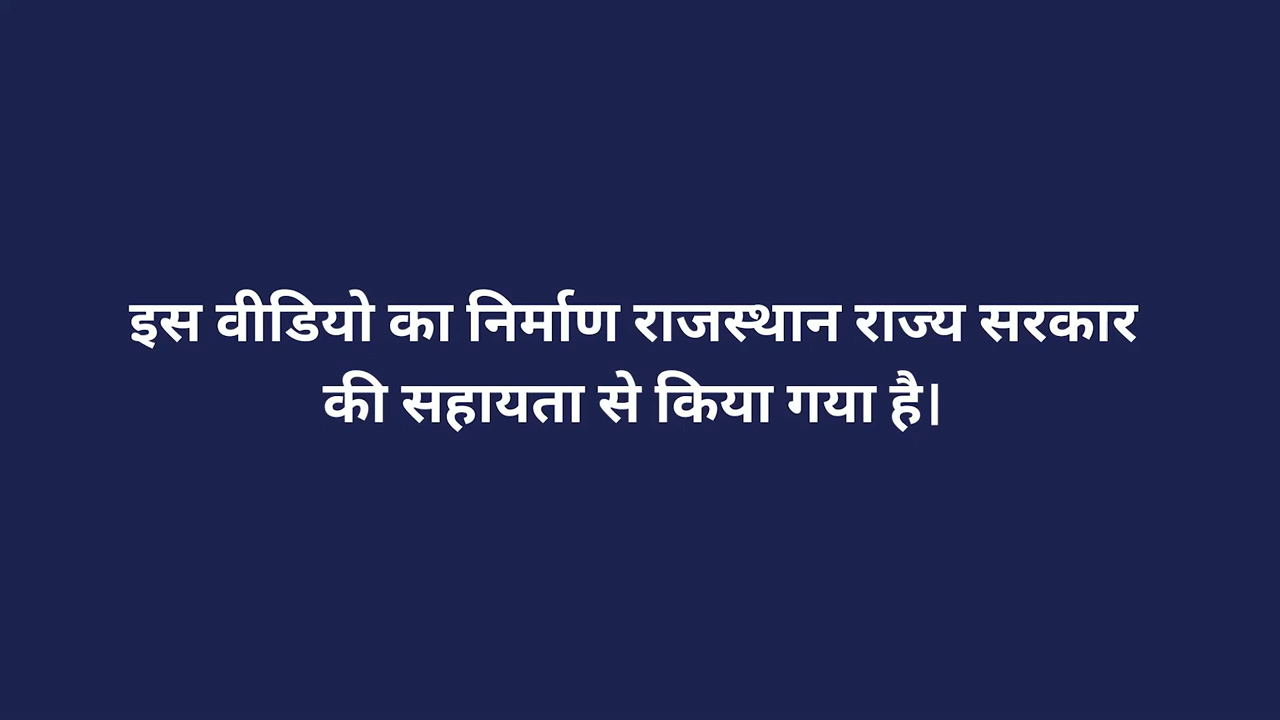 इस वीडियो का निर्माण राजस्थान राज्य सरकार
की सहायता से किया गया है।